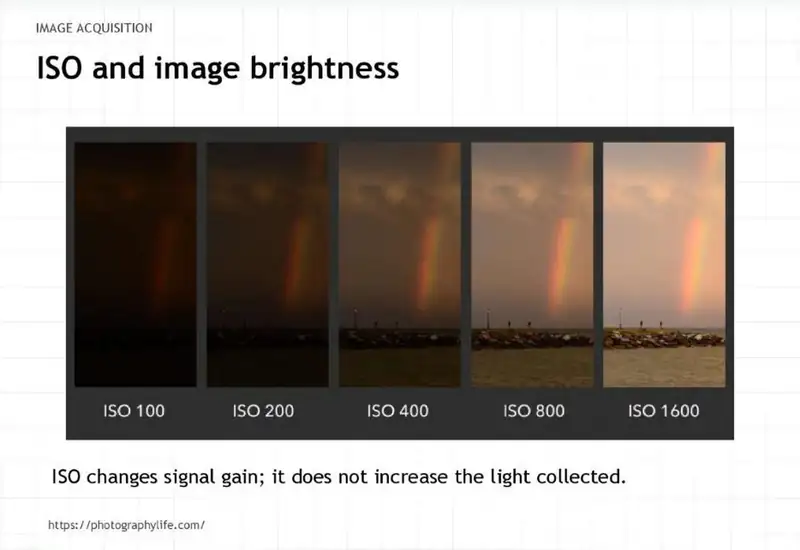 IMAGE ACQUISITION
ISO and image brightness
ISO 100
ISO 200
ISO 400
ISO 800
ISO 1600
ISO changes signal gain; it does not increase the light collected.
https://photographylife.com/